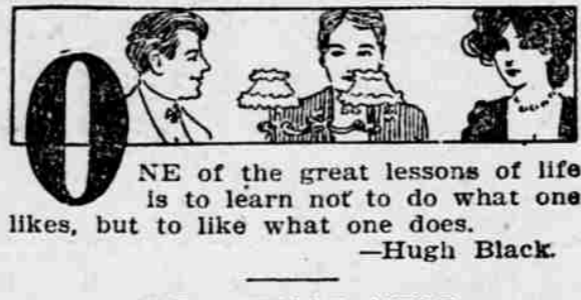 ONE of the great lessons of life
is to learn not to do what one
likes, but to like what one does.
—Hugh Black.